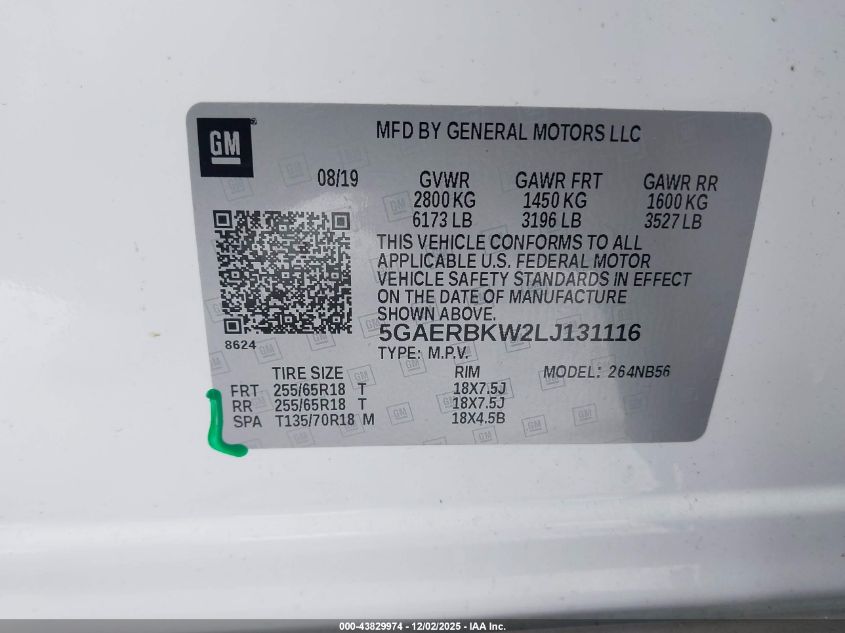 GM®
MFD BY GENERAL MOTORS LLC
08/19 GVWR GAWR FRT GAWR RR
2800 KG 1450 KG 1600 KG
6173 LB 3196 LB 3527 LB
THIS VEHICLE CONFORMS TO ALL
APPLICABLE U.S. FEDERAL MOTOR
VEHICLE SAFETY STANDARDS IN EFFECT
ON THE DATE OF MANUFACTURE
SHOWN ABOVE.
8624
5GAERBKW2LJ131116
TYPE: M.P.V.
TIRE SIZE RIM MODEL: 264NB56
FRT 255/65R18 T 18X7.5J
RR 255/65R18 T 18X7.5J
SPA T135/70R18 M 18X4.5B
000-43829974 - 12/02/2025 - IAA Inc.